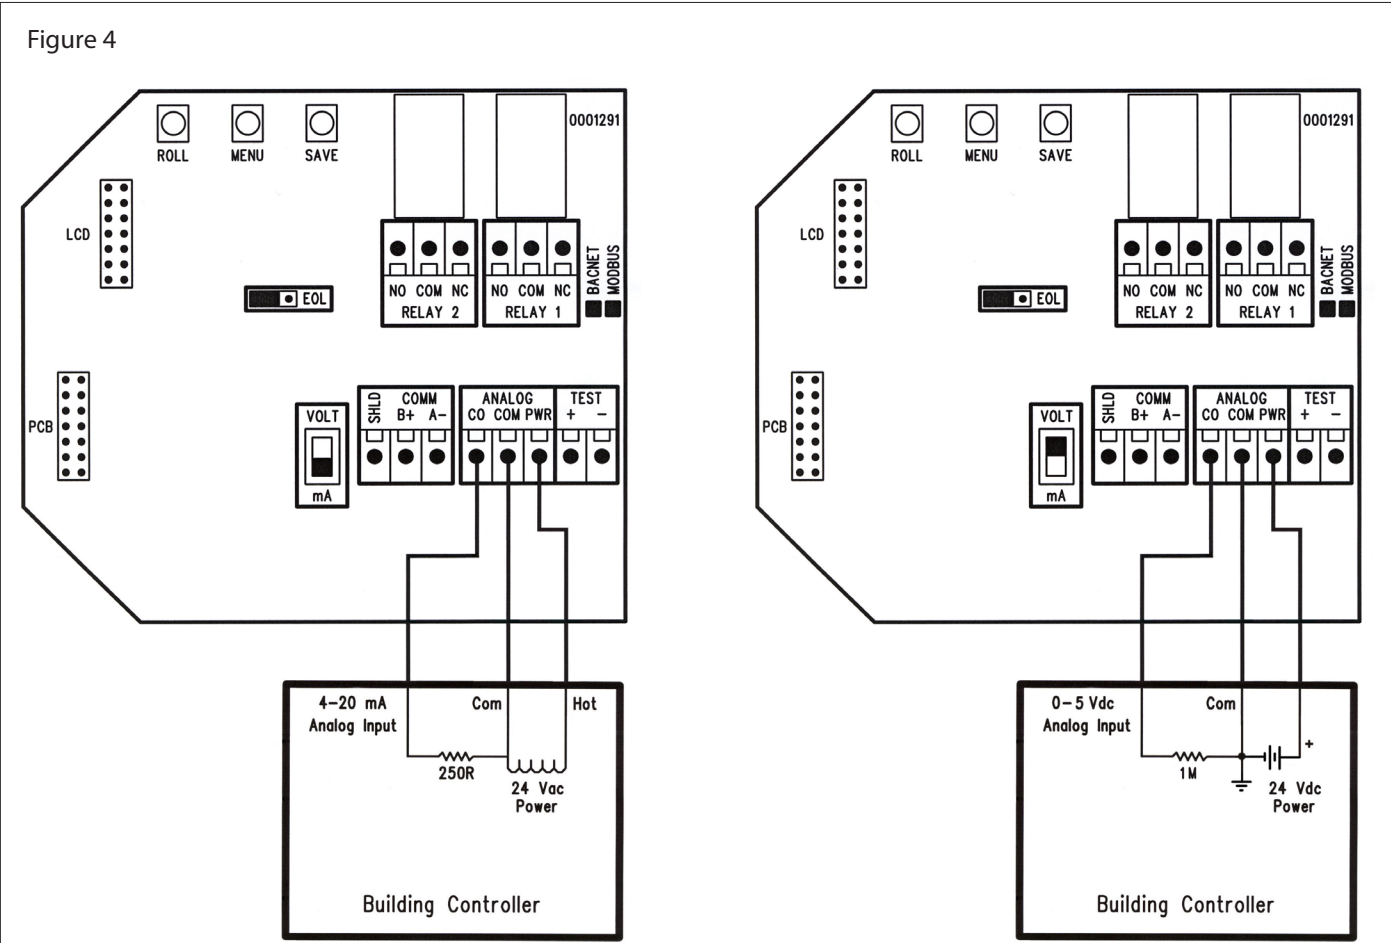 Figure 4
0001291
ROLL MENU SAVE
LCD
BACNET
MODBUS
EOL
NO COM NC NO COM NC
RELAY 2 RELAY 1
PCB
VOLT
mA
SHLD
COMM ANALOG TEST
B+ A- CO COM PWR + -
4-20 mA Com Hot
Analog Input
250R
24 Vac
Power
Building Controller
0001291
ROLL MENU SAVE
LCD
BACNET
MODBUS
EOL
NO COM NC NO COM NC
RELAY 2 RELAY 1
PCB
VOLT
mA
SHLD
COMM ANALOG TEST
B+ A- CO COM PWR + -
0-5 Vdc Com
Analog Input
+
1M
24 Vdc
Power
Building Controller